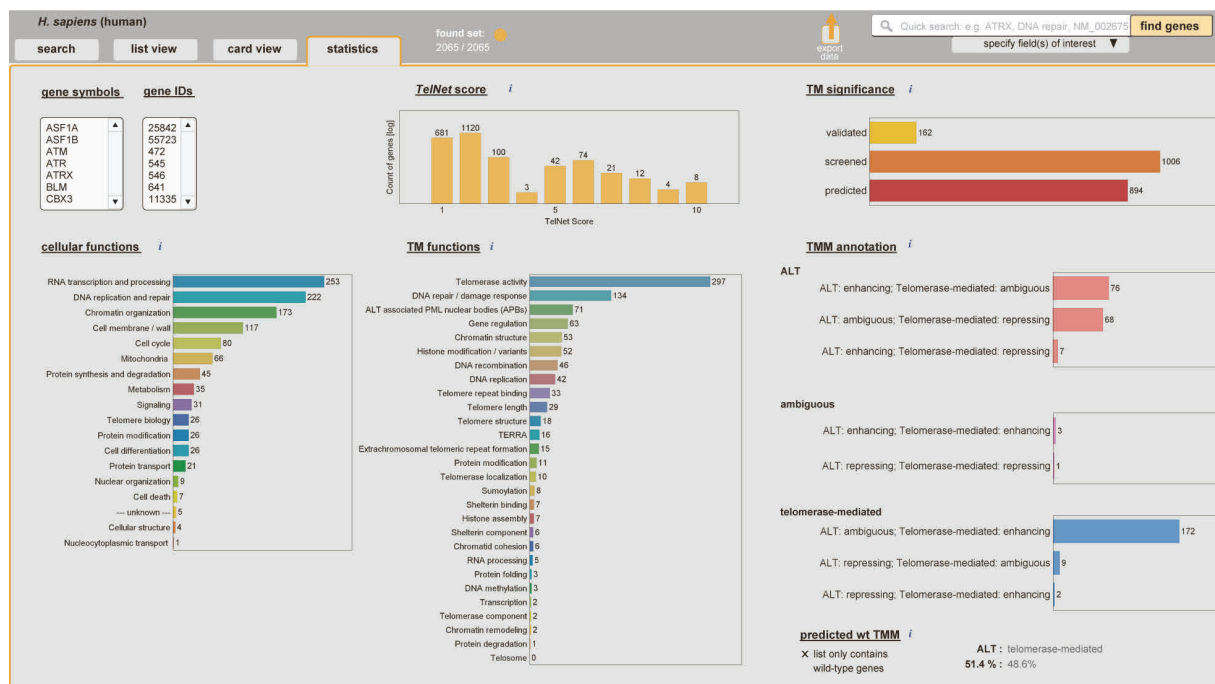 H. sapiens (human)
search
list view
card view
statistics
found set:
2065 / 2065
export
data
Quick search: e.g. ATRX, DNA repair, NM_002675
find genes
specify field(s) of interest ▼
gene symbols
ASF1A
ASF1B
ATM
ATR
ATRX
BLM
CBX3
gene IDs
25842
55723
472
545
546
641
11335
TelNet score i
Count of genes [log]
681
1120
100
3
42
74
21
12
4
8
1
5
10
TelNet Score
TM significance i
validated 162
screened 1006
predicted 894
cellular functions i
RNA transcription and processing 253
DNA replication and repair 222
Chromatin organization 173
Cell membrane / wall 117
Cell cycle 80
Mitochondria 66
Protein synthesis and degradation 45
Metabolism 35
Signaling 31
Telomere biology 26
Protein modification 26
Cell differentiation 26
Protein transport 21
Nuclear organization 9
Cell death 7
--- unknown --- 5
Cellular structure 4
Nucleocytoplasmic transport 1
TM functions i
Telomerase activity 297
DNA repair / damage response 134
ALT associated PML nuclear bodies (APBs) 71
Gene regulation 63
Chromatin structure 53
Histone modification / variants 52
DNA recombination 46
DNA replication 42
Telomere repeat binding 33
Telomere length 29
Telomere structure 18
TERRA 16
Extrachromosomal telomeric repeat formation 15
Protein modification 11
Telomerase localization 10
Sumoylation 8
Shelterin binding 7
Histone assembly 7
Shelterin component 6
Chromatid cohesion 6
RNA processing 5
Protein folding 3
DNA methylation 3
Transcription 2
Telomerase component 2
Chromatin remodeling 2
Protein degradation 1
Telosome 0
TMM annotation i
ALT
ALT: enhancing; Telomerase-mediated: ambiguous 76
ALT: ambiguous; Telomerase-mediated: repressing 68
ALT: enhancing; Telomerase-mediated: repressing 7
ambiguous
ALT: enhancing; Telomerase-mediated: enhancing 3
ALT: repressing; Telomerase-mediated: repressing 1
telomerase-mediated
ALT: ambiguous; Telomerase-mediated: enhancing 172
ALT: repressing; Telomerase-mediated: ambiguous 9
ALT: repressing; Telomerase-mediated: enhancing 2
predicted wt TMM i
X list only contains
wild-type genes
ALT : telomerase-mediated
51.4 % : 48.6%